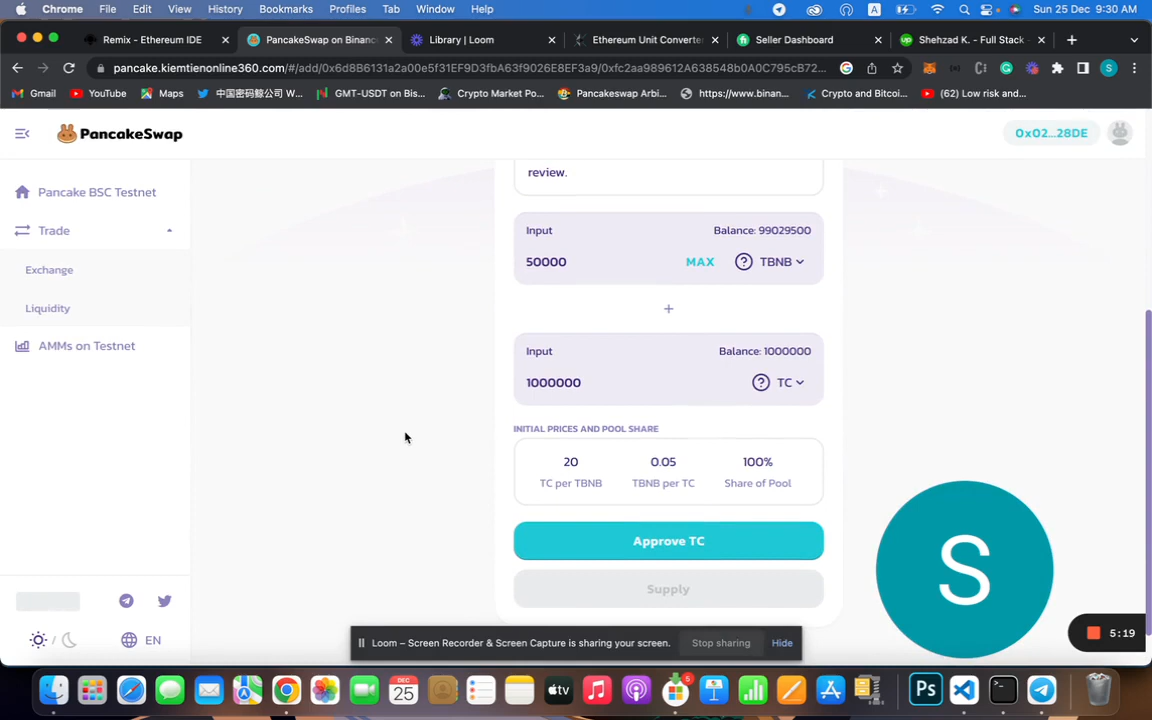 Chrome File Edit View History Bookmarks Profiles Tab Window Help A Sun 25 Dec 9:30 AM
Remix - Ethereum IDE PancakeSwap on Binanc Library | Loom Ethereum Unit Converte Seller Dashboard Shehzad K. - Full Stack
pancake.kiemtienonline360.com/#/add/0x6d8B6131a2a00e5f31EF9D3fbA63f9026E8EF3a9/0xfc2aa989612A638548b0A0C795cB72... S
Gmail YouTube Maps 中国密码鲸公司 W... GMT-USDT on Bis... Crypto Market Po... Pancakeswap Arbi... https://www.binan... Crypto and Bitcoi... (62) Low risk and...
PancakeSwap 0x02...28DE
Pancake BSC Testnet
Trade
Exchange
Liquidity
AMMs on Testnet
EN
review.
Input Balance: 99029500
50000 MAX TBNB
+
Input Balance: 1000000
1000000 TC
INITIAL PRICES AND POOL SHARE
20 0.05 100%
TC per TBNB TBNB per TC Share of Pool
Approve TC
Supply
S
5:19
Loom – Screen Recorder & Screen Capture is sharing your screen. Stop sharing Hide
DEC
25
5
tv
Ps